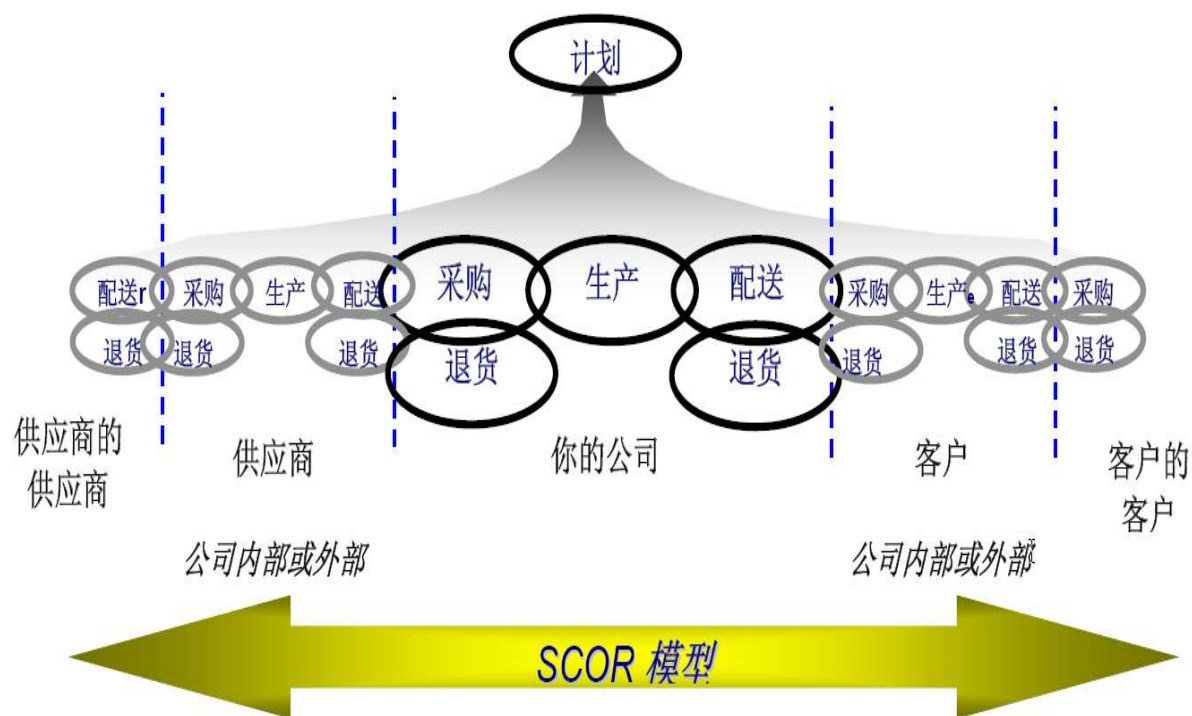 计划
配送r
采购
生产
配送
采购
生产
配送
采购
生产e
配送
采购
退货
退货
退货
退货
退货
退货
退货
退货
供应商的
供应商
供应商
你的公司
客户
客户的
客户
公司内部或外部
公司内部或外部
SCOR 模型